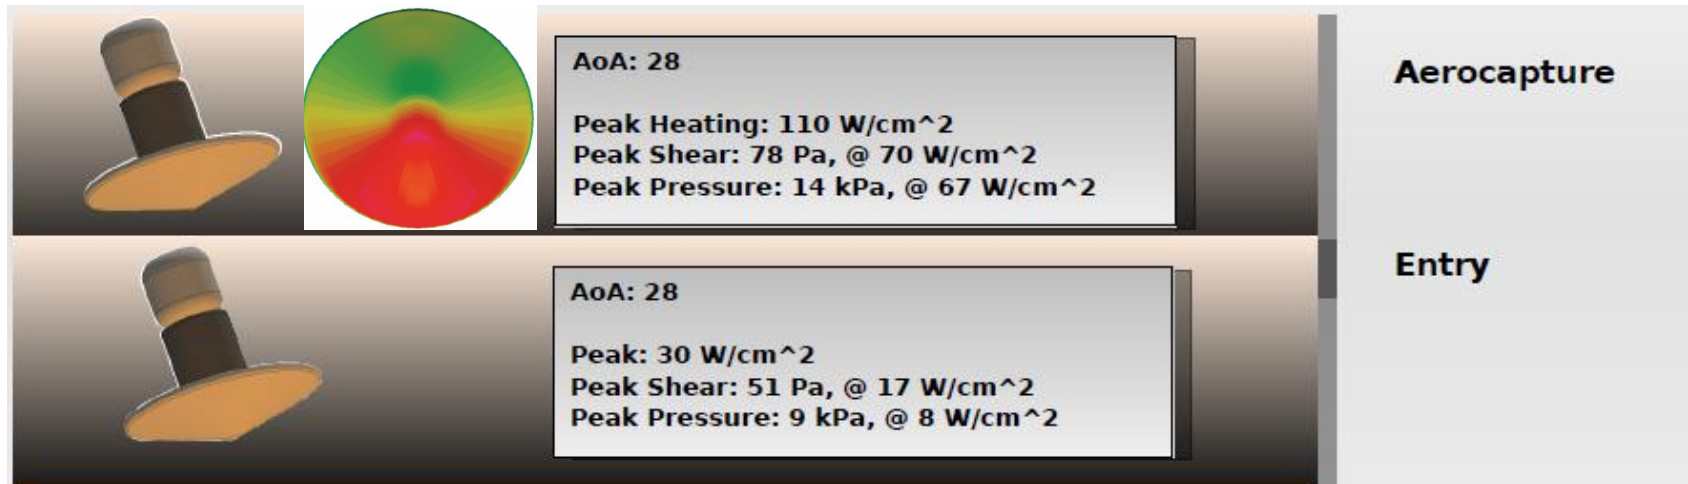 AoA: 28
Peak Heating: 110 W/cm^2
Peak Shear: 78 Pa, @ 70 W/cm^2
Peak Pressure: 14 kPa, @ 67 W/cm^2
Aerocapture
AoA: 28
Peak: 30 W/cm^2
Peak Shear: 51 Pa, @ 17 W/cm^2
Peak Pressure: 9 kPa, @ 8 W/cm^2
Entry